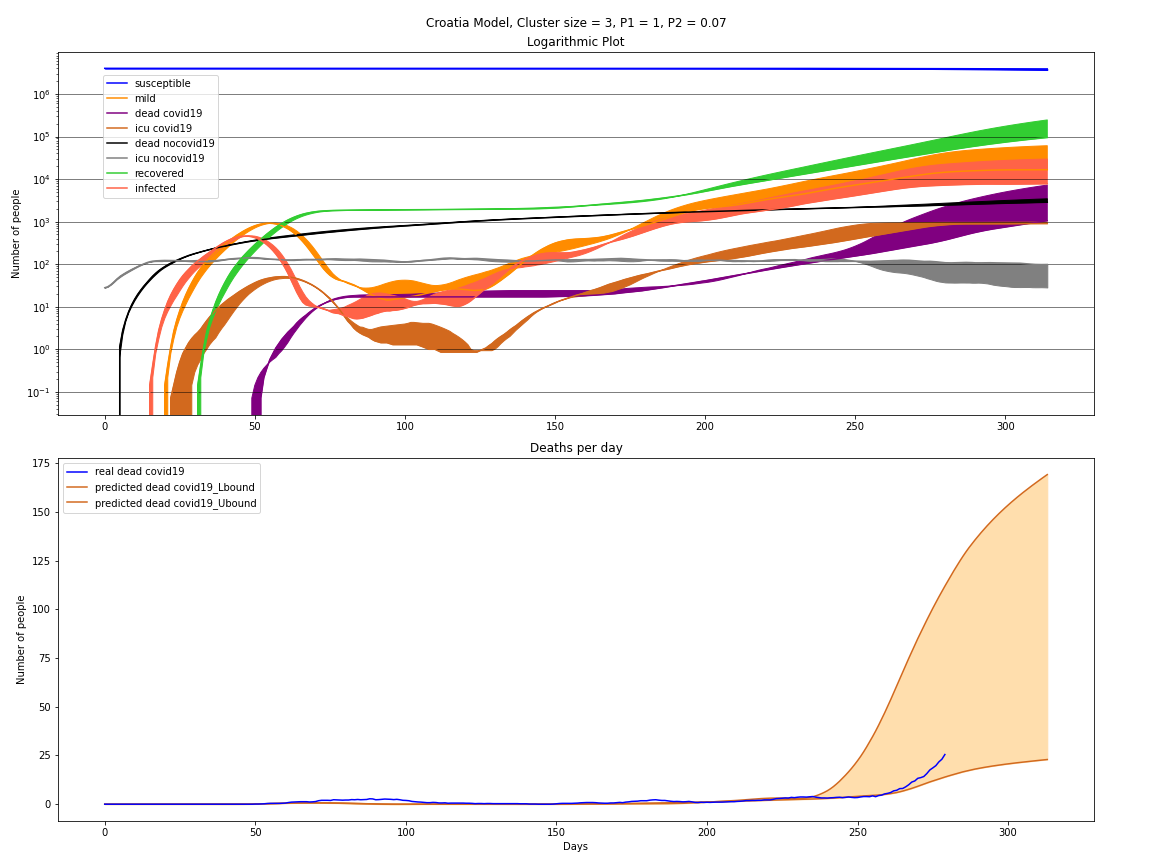 Croatia Model, Cluster size = 3, P1 = 1, P2 = 0.07
Logarithmic Plot
Number of people
10⁶
10⁵
10⁴
10³
10²
10¹
10⁰
10⁻¹
susceptible
mild
dead covid19
icu covid19
dead nocovid19
icu nocovid19
recovered
infected
0 50 100 150 200 250 300
Deaths per day
Number of people
175
150
125
100
75
50
25
0
real dead covid19
predicted dead covid19_Lbound
predicted dead covid19_Ubound
0 50 100 150 200 250 300
Days